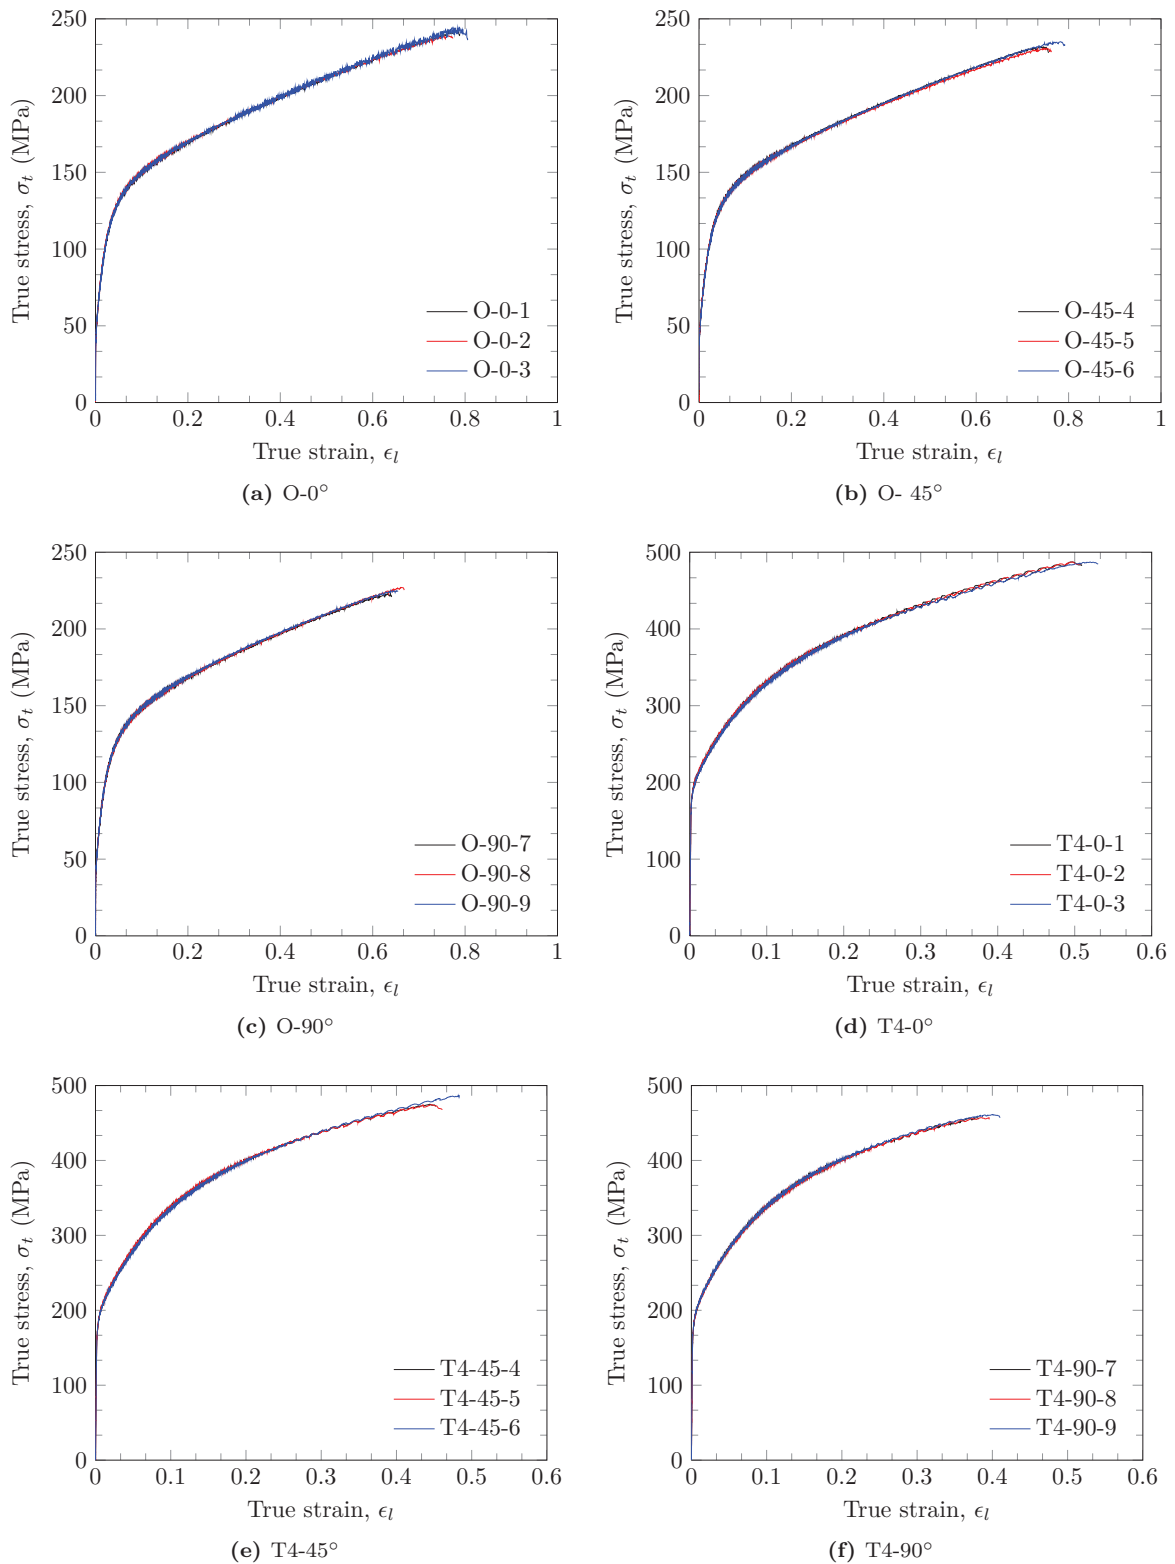 250
200
150
100
50
0
True stress, σt (MPa)
O-0-1
O-0-2
O-0-3
0 0.2 0.4 0.6 0.8 1
True strain, ϵl
(a) O-0°
250
200
150
100
50
0
True stress, σt (MPa)
O-45-4
O-45-5
O-45-6
0 0.2 0.4 0.6 0.8 1
True strain, ϵl
(b) O- 45°
250
200
150
100
50
0
True stress, σt (MPa)
O-90-7
O-90-8
O-90-9
0 0.2 0.4 0.6 0.8 1
True strain, ϵl
(c) O-90°
500
400
300
200
100
0
True stress, σt (MPa)
T4-0-1
T4-0-2
T4-0-3
0 0.1 0.2 0.3 0.4 0.5 0.6
True strain, ϵl
(d) T4-0°
500
400
300
200
100
0
True stress, σt (MPa)
T4-45-4
T4-45-5
T4-45-6
0 0.1 0.2 0.3 0.4 0.5 0.6
True strain, ϵl
(e) T4-45°
500
400
300
200
100
0
True stress, σt (MPa)
T4-90-7
T4-90-8
T4-90-9
0 0.1 0.2 0.3 0.4 0.5 0.6
True strain, ϵl
(f) T4-90°